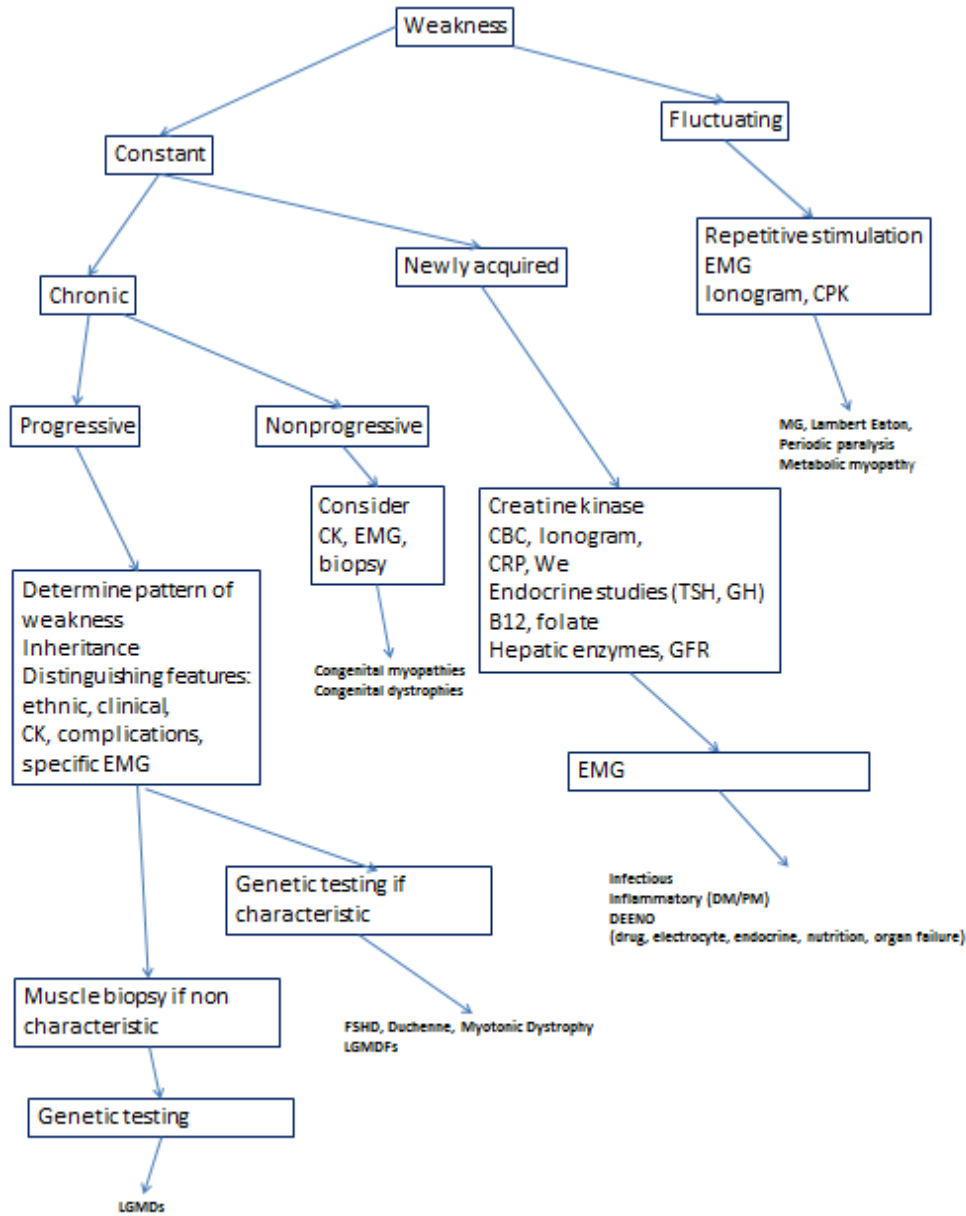 Weakness
Fluctuating
Constant
Repetitive stimulation
EMG
Ionogram, CPK
Newly acquired
Chronic
Progressive
Nonprogressive
MG, Lambert Eaton,
Periodic paralysis
Metabolic myopathy
Consider
CK, EMG,
biopsy
Creatine kinase
CBC, Ionogram,
CRP, We
Endocrine studies (TSH, GH)
B12, folate
Hepatic enzymes, GFR
Determine pattern of
weakness
Inheritance
Distinguishing features:
ethnic, clinical,
CK, complications,
specific EMG
Congenital myopathies
Congenital dystrophies
EMG
Genetic testing if
characteristic
Infectious
Inflammatory (DM/PM)
DEENO
(drug, electrocyte, endocrine, nutrition, organ failure)
Muscle biopsy if non
characteristic
FSHD, Duchenne, Myotonic Dystrophy
LGMDFs
Genetic testing
LGMDs